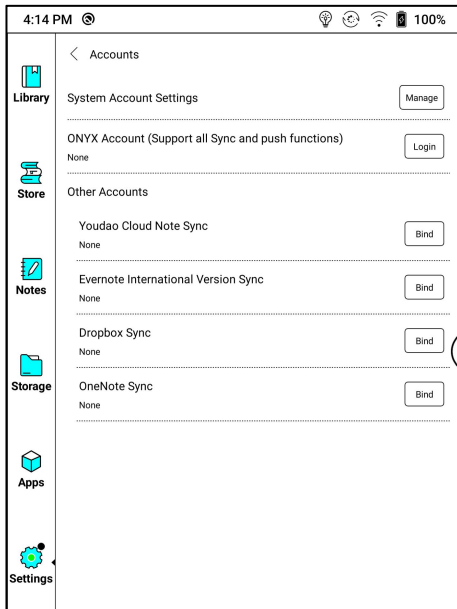 4:14 PM
100%
Accounts
Library
System Account Settings
Manage
ONYX Account (Support all Sync and push functions)
None
Login
Store
Other Accounts
Youdao Cloud Note Sync
None
Bind
Notes
Evernote International Version Sync
None
Bind
Dropbox Sync
None
Bind
Storage
OneNote Sync
None
Bind
Apps
Settings